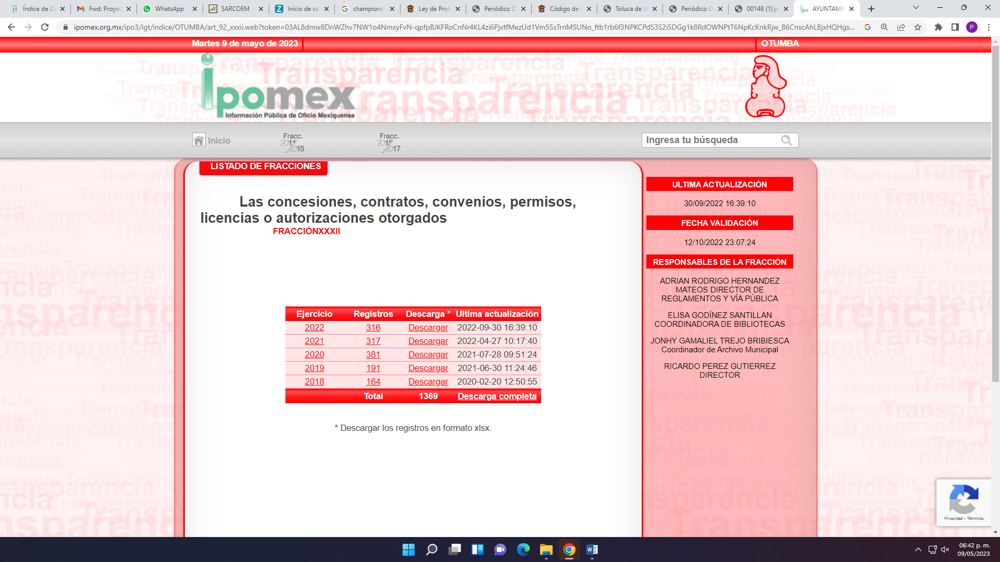 Índice de CO
Fwd: Proyec
WhatsApp
SARCOEM
Inicio de se
champions
Ley de Prote
Periódico O
Código de P
Toluca de Le
Periódico O
00148 (1).p
AYUNTAMIE
ipomex.org.mx/ipo3/lgt/indice/OTUMBA/art_92_xxxii.web?token=03AL8dmw8DnWZhv7NW1o4NmxyFvN-qpfpBJKFRoCnNr4KL4zi6PjxtfMezUd1Vm5SsTrnMSUNo_ftb1rb6f3NPKCPdS3S2iSDGg1k8RdOWNPtT6NpKcKnkRjw_B6CnscAhLBjxHQHgs...
P
Martes 9 de mayo de 2023
OTUMBA
ipomex
Información Pública de Oficio Mexiquense
Transparencia
Inicio
Fracc.
2011
2015
Fracc.
2015
2017
Ingresa tu búsqueda
LISTADO DE FRACCIONES
Las concesiones, contratos, convenios, permisos,
licencias o autorizaciones otorgados
FRACCIÓNXXXII
Ejercicio Registros Descarga * Ultima actualización
2022 316 Descargar 2022-09-30 16:39:10
2021 317 Descargar 2022-04-27 10:17:40
2020 381 Descargar 2021-07-28 09:51:24
2019 191 Descargar 2021-06-30 11:24:46
2018 164 Descargar 2020-02-20 12:50:55
Total 1369 Descarga completa
* Descargar los registros en formato xlsx.
ULTIMA ACTUALIZACIÓN
30/09/2022 16:39:10
FECHA VALIDACIÓN
12/10/2022 23:07:24
RESPONSABLES DE LA FRACCIÓN
ADRIAN RODRIGO HERNANDEZ
MATEOS DIRECTOR DE
REGLAMENTOS Y VÍA PÚBLICA
ELISA GODÍNEZ SANTILLAN
COORDINADORA DE BIBLIOTECAS
JONHY GAMALIEL TREJO BRIBIESCA
Coordinador de Archivo Municipal
RICARDO PEREZ GUTIERREZ
DIRECTOR
Privacidad - Términos
06:42 p. m.
09/05/2023